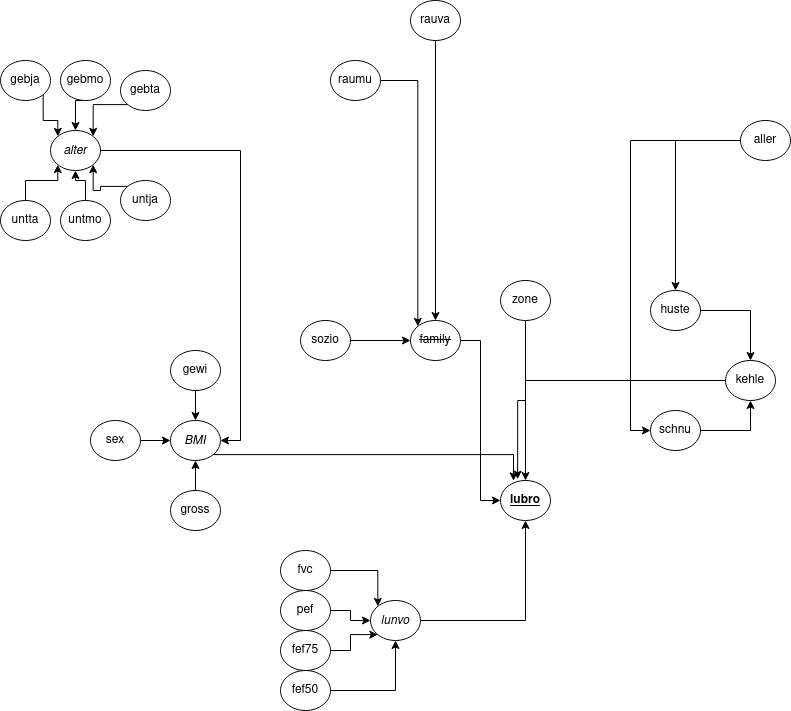 rauva
gebja
gebmo
gebta
raumu
alter
aller
untta
untmo
untja
zone
huste
sozio
family
gewi
kehle
sex
BMI
schnu
lubro
gross
fvc
pef
lunvo
fef75
fef50